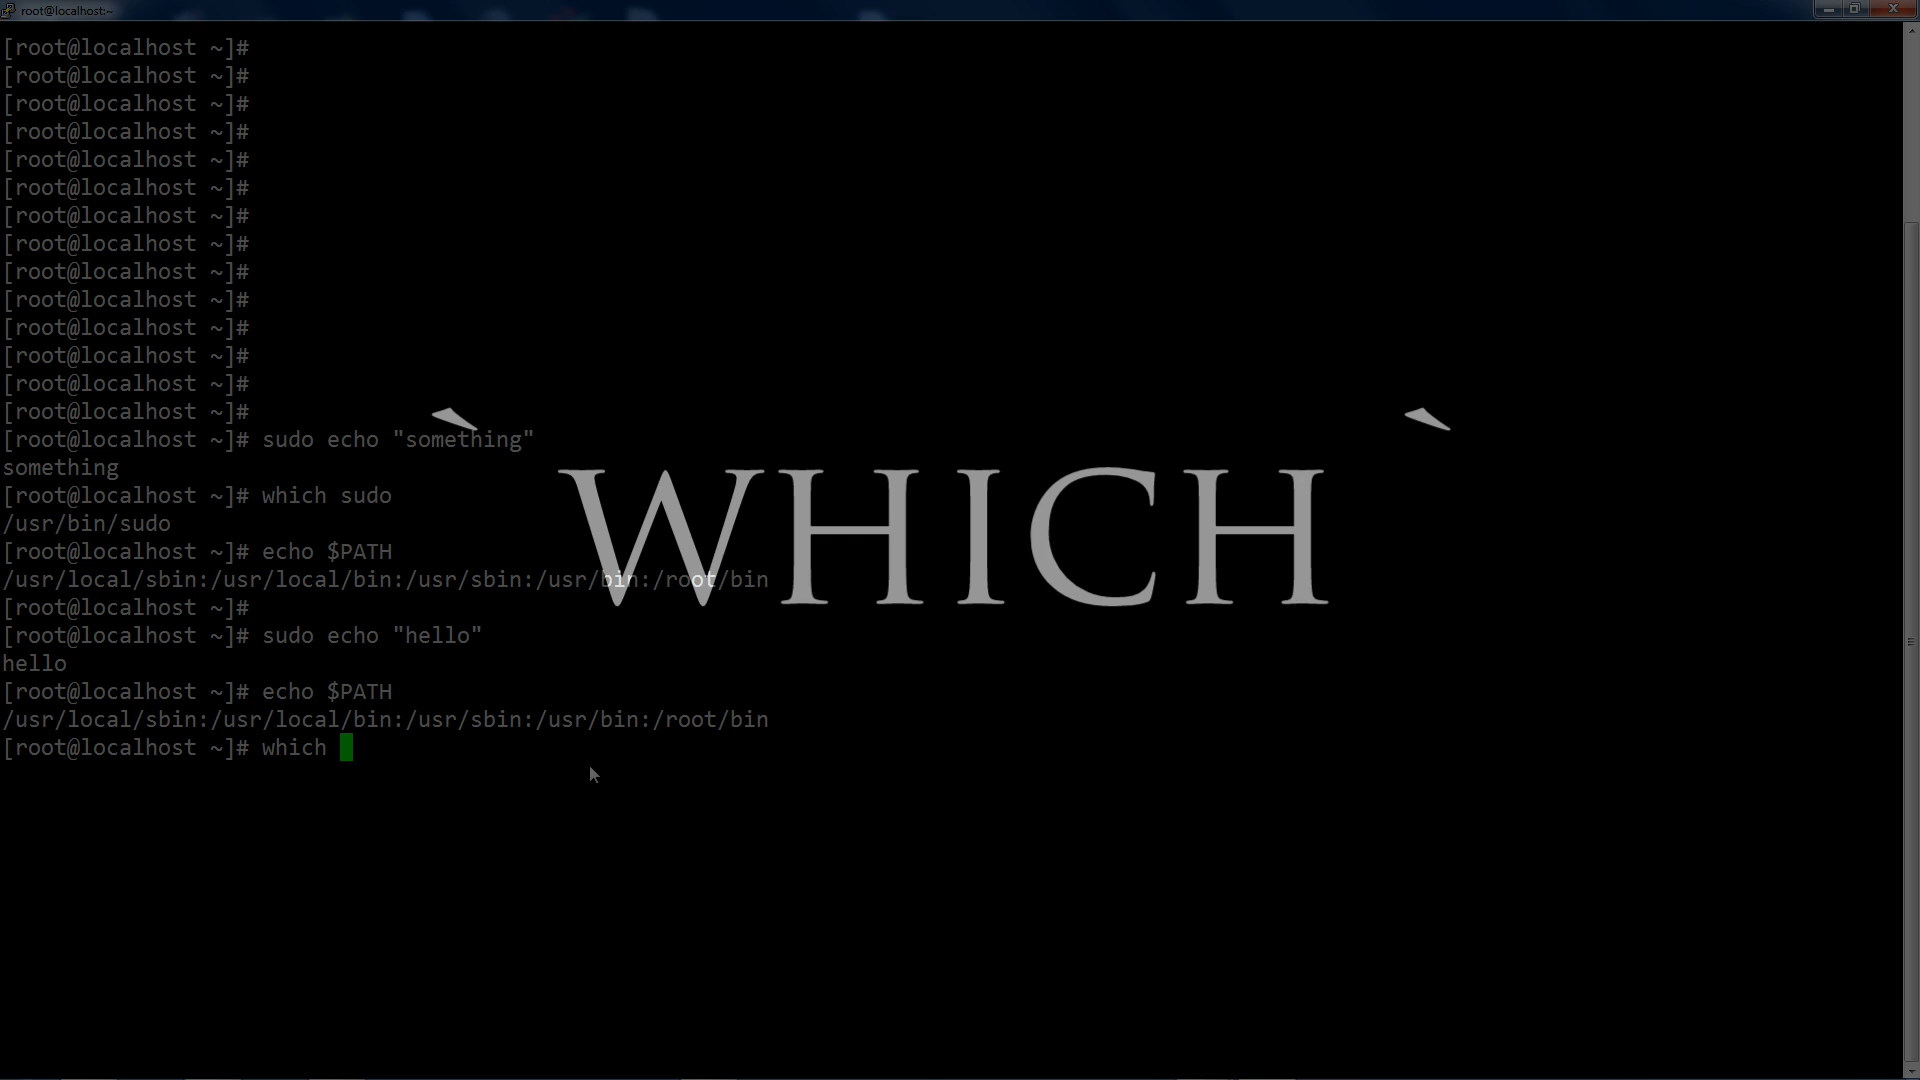 root@localhost:~
[root@localhost ~]#
[root@localhost ~]#
[root@localhost ~]#
[root@localhost ~]#
[root@localhost ~]#
[root@localhost ~]#
[root@localhost ~]#
[root@localhost ~]#
[root@localhost ~]#
[root@localhost ~]#
[root@localhost ~]#
[root@localhost ~]#
[root@localhost ~]#
[root@localhost ~]#
[root@localhost ~]# sudo echo "something"
something
[root@localhost ~]# which sudo
/usr/bin/sudo
[root@localhost ~]# echo $PATH
/usr/local/sbin:/usr/local/bin:/usr/sbin:/usr/bin:/root/bin
[root@localhost ~]#
[root@localhost ~]# sudo echo "hello"
hello
[root@localhost ~]# echo $PATH
/usr/local/sbin:/usr/local/bin:/usr/sbin:/usr/bin:/root/bin
[root@localhost ~]# which
` WHICH `